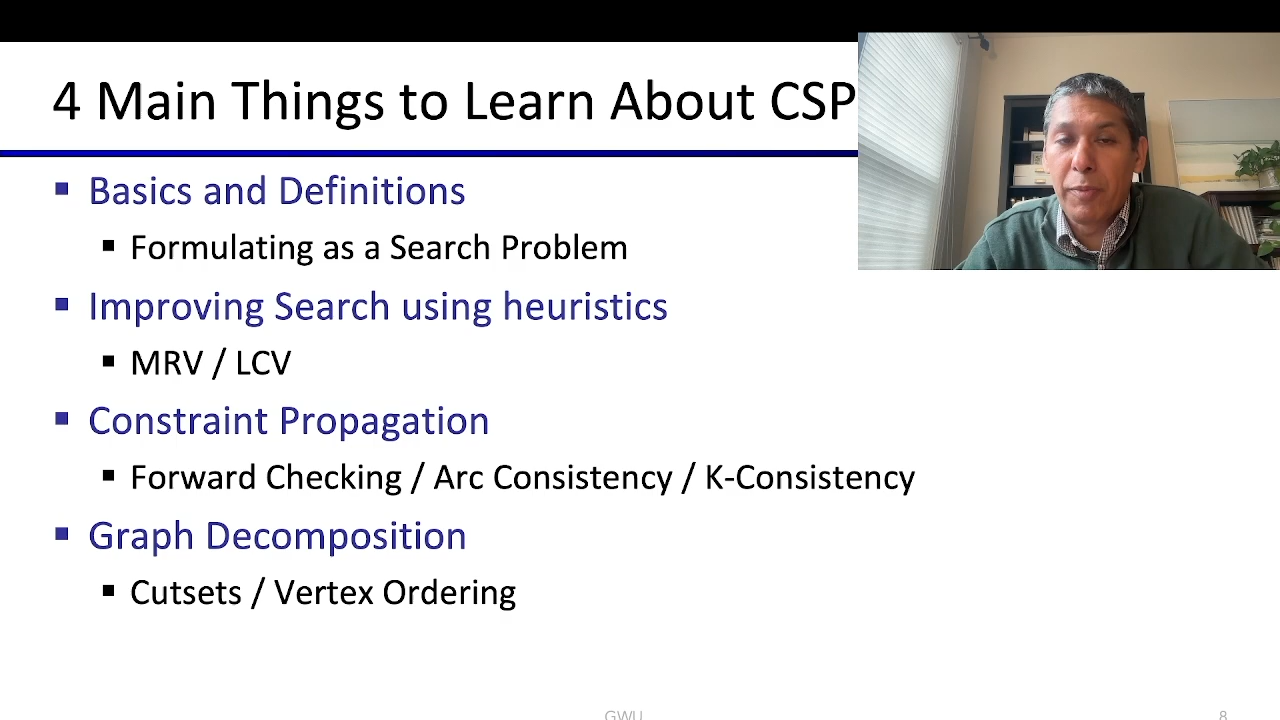 4 Main Things to Learn About CSP
Basics and Definitions
Formulating as a Search Problem
Improving Search using heuristics
MRV / LCV
Constraint Propagation
Forward Checking / Arc Consistency / K-Consistency
Graph Decomposition
Cutsets / Vertex Ordering
GWU
8